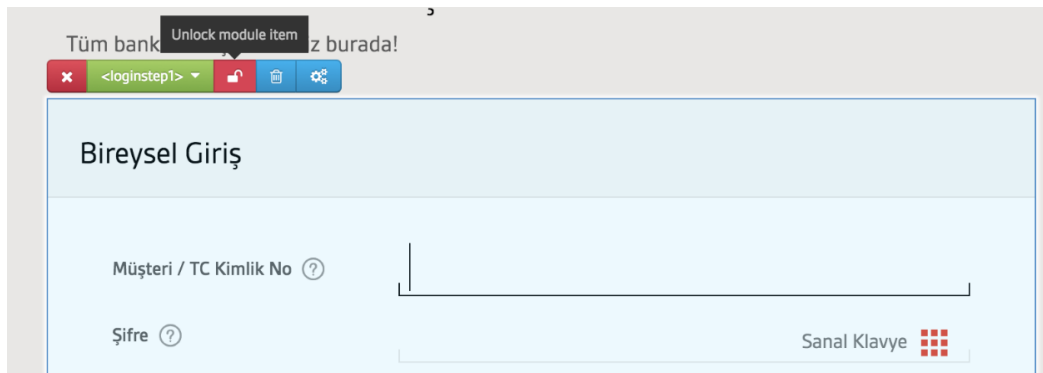 Unlock module item
Tüm bank z burada!
<loginstep1>
Bireysel Giriş
Müşteri / TC Kimlik No ?
Şifre ?
Sanal Klavye